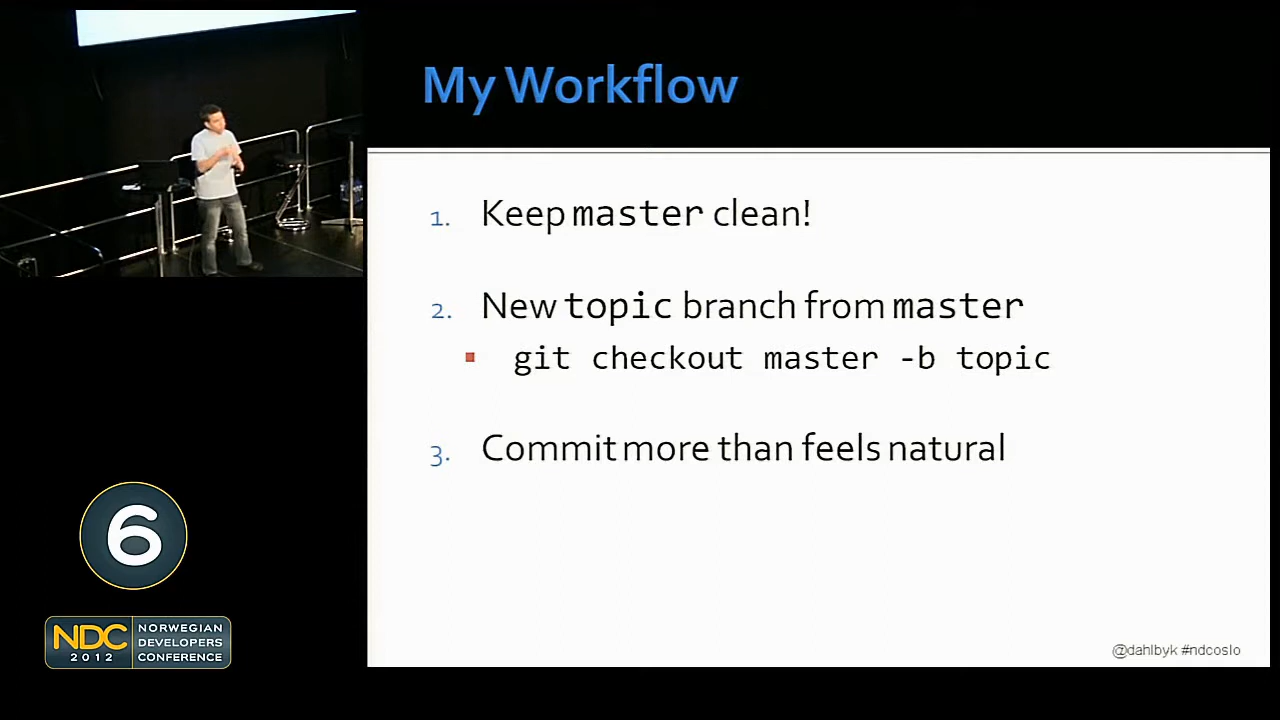 My Workflow
1. Keep master clean!
2. New topic branch from master
▪ git checkout master -b topic
3. Commit more than feels natural
6
NDC
2012
NORWEGIAN
DEVELOPERS
CONFERENCE
@dahlbyk #ndcoslo